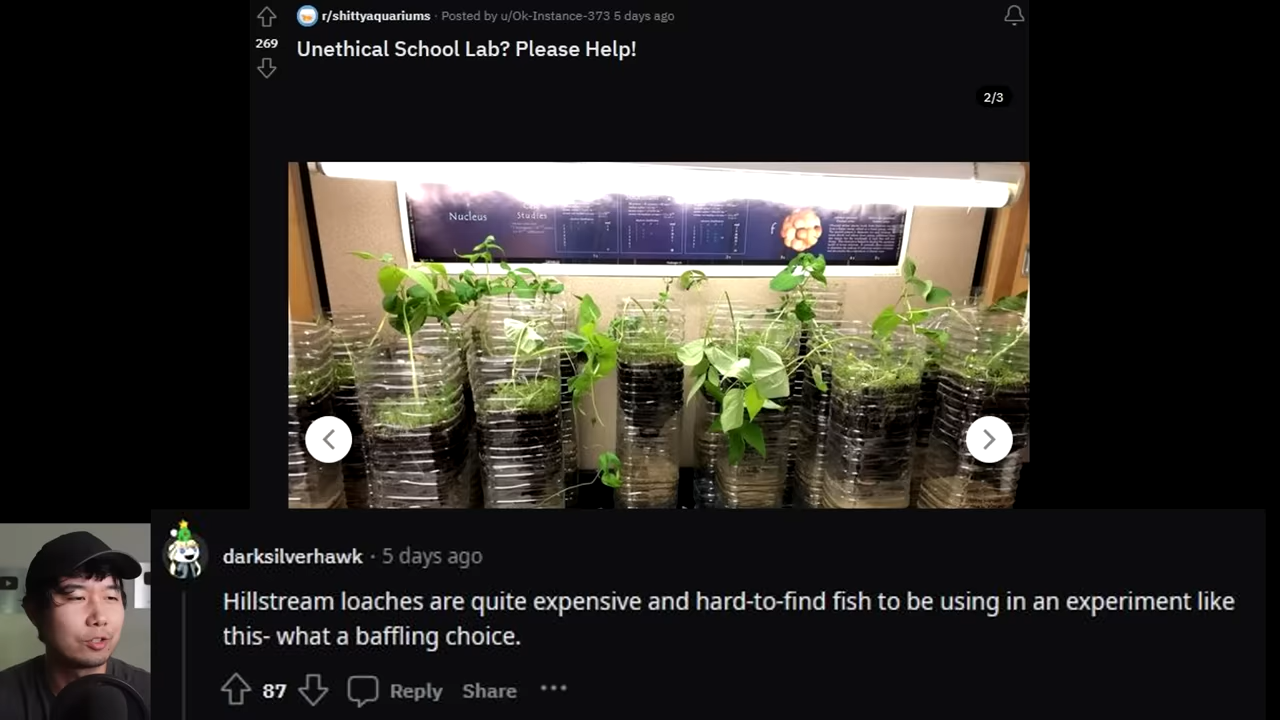 r/shittyaquariums · Posted by u/Ok-Instance-373 5 days ago
269
Unethical School Lab? Please Help!
2/3
Nucleus
Studies
darksilverhawk · 5 days ago
Hillstream loaches are quite expensive and hard-to-find fish to be using in an experiment like
this- what a baffling choice.
87 Reply Share ···